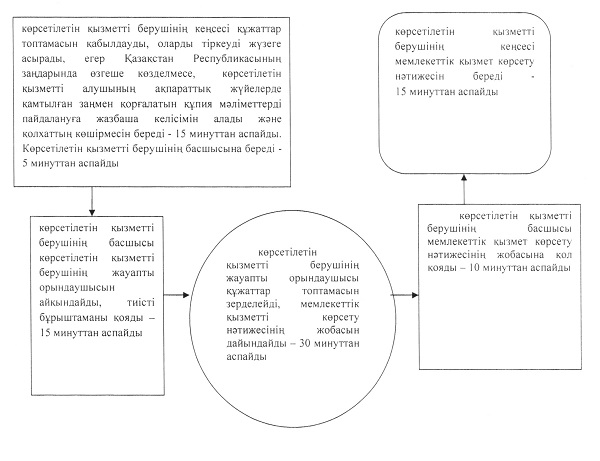 көрсетілетін қызметті берушінің кеңсесі құжаттар
топтамасын қабылдауды, оларды тіркеуді жүзеге
асырады, егер Қазақстан Республикасының
заңдарында өзгеше көзделмесе, көрсетілетін
қызметті алушының ақпараттық жүйелерде
қамтылған заңмен қорғалатын құпия мәліметтерді
пайдалануға жазбаша келісімін алады және
қолхаттың көшірмесін береді - 15 минуттан аспайды.
Көрсетілетін қызметті берушінің басшысына береді -
5 минуттан аспайды
көрсетілетін қызметті
берушінің басшысы
көрсетілетін қызметті
берушінің жауапты
орындаушысын
айқындайды, тиісті
бұрыштаманы қояды –
15 минуттан аспайды
көрсетілетін
қызметті берушінің
жауапты орындаушысы
құжаттар топтамасын
зерделейді, мемлекеттік
қызметті көрсету
нәтижесінің жобасын
дайындайды – 30 минуттан
аспайды
көрсетілетін қызметті
берушінің басшысы
мемлекеттік қызмет көрсету
нәтижесінің жобасына қол
қояды – 10 минуттан аспайды
көрсетілетін қызметті
берушінің кеңсесі
мемлекеттік қызмет көрсету
нәтижесін береді -
15 минуттан аспайды